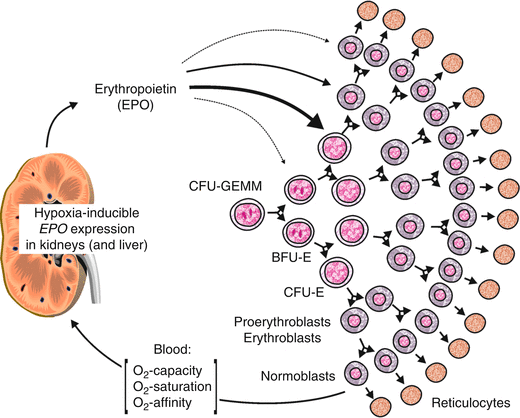 Erythropoietin
(EPO)
CFU-GEMM
Hypoxia-inducible
EPO expression
in kidneys (and liver)
BFU-E
CFU-E
Proerythroblasts
Erythroblasts
Blood:
O₂-capacity
O₂-saturation
O₂-affinity
Normoblasts
Reticulocytes